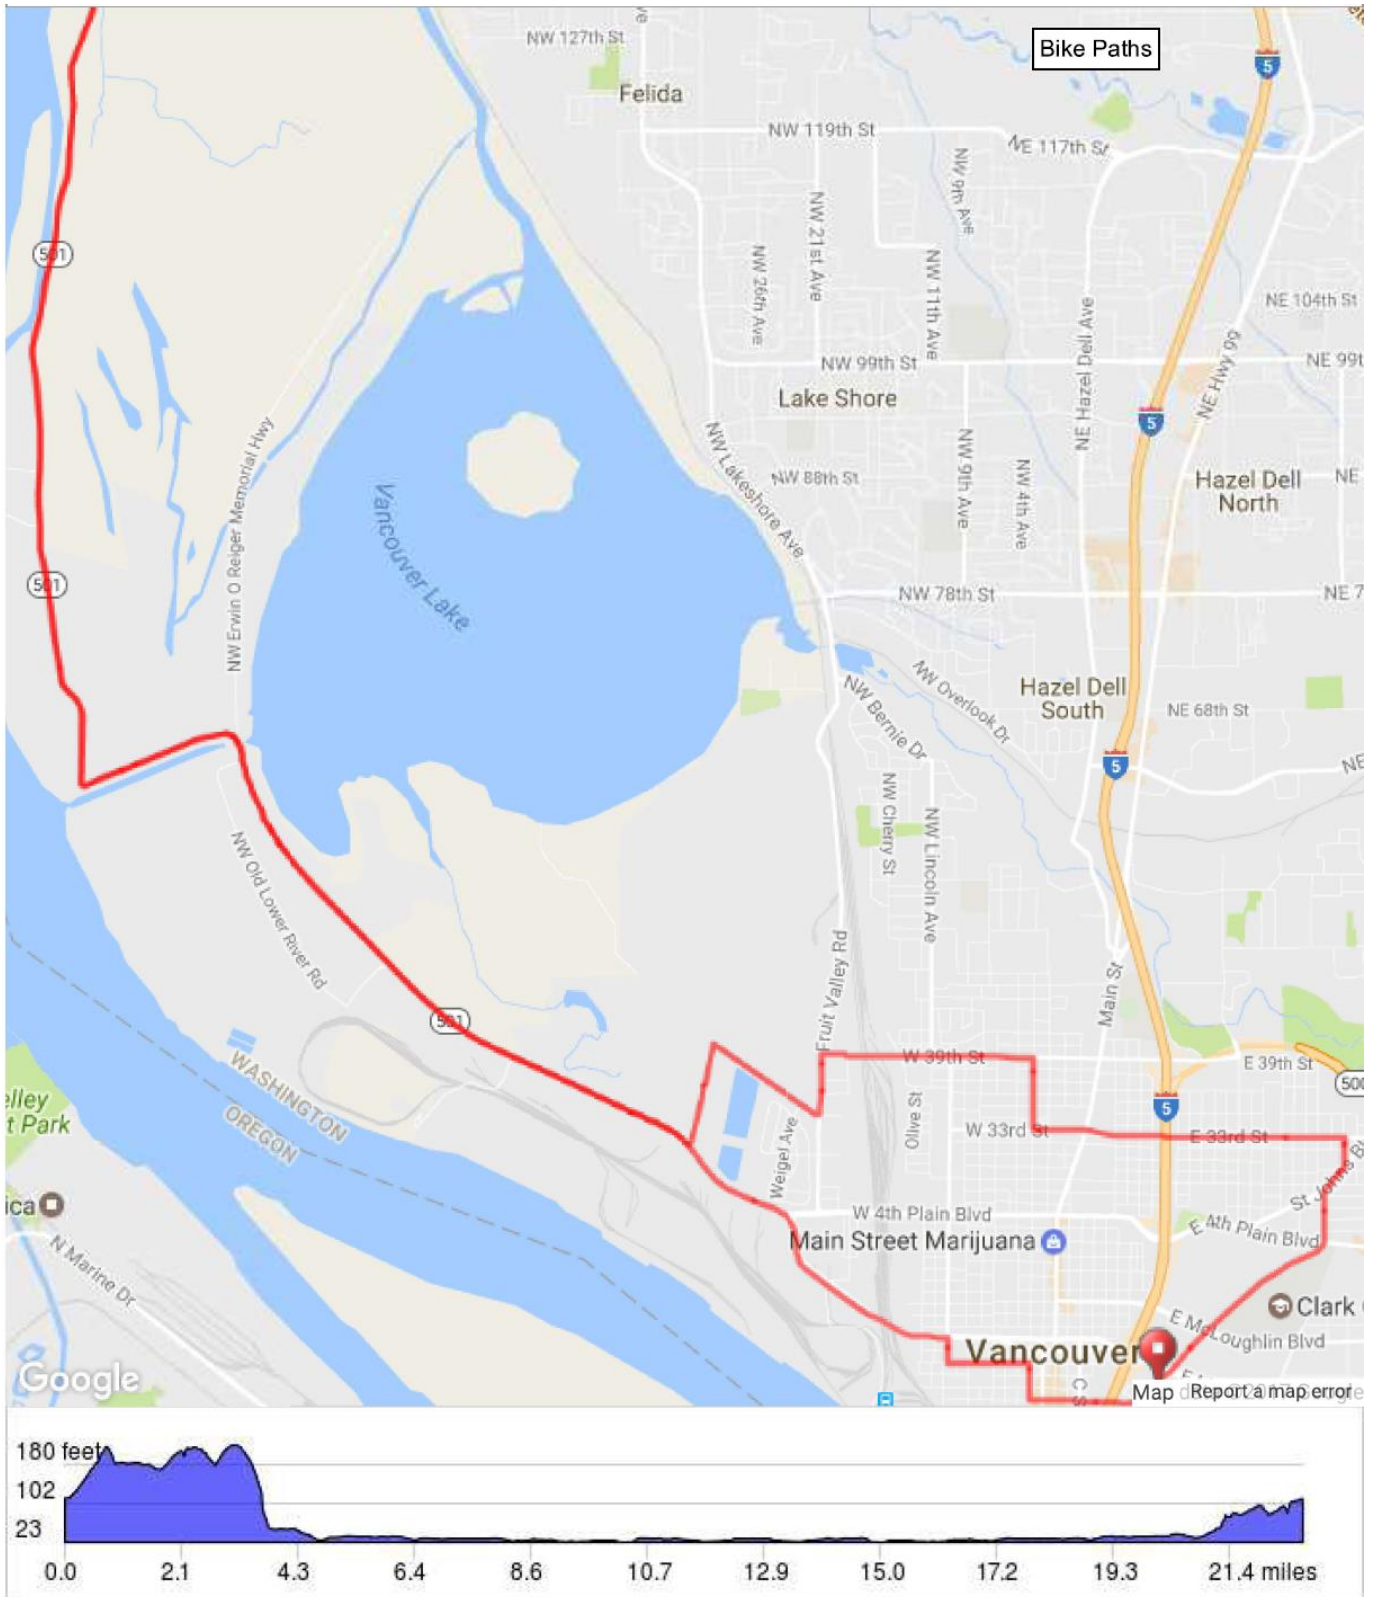 NW 127th St
Bike Paths
5
Felida
NW 119th St
NE 117th St
NW 9th Ave
NW 21st Ave
501
NW 26th Ave
NW 11th Ave
NE 104th St
NE Hazel Dell Ave
NE Hwy 99
NW 99th St
NE 99t
Lake Shore
5
NW Lakeshore Ave
NW Erwin O Reiger Memorial Hwy
NW 9th Ave
NW 4th Ave
NW 88th St
Hazel Dell
North
NE
Vancouver Lake
501
NW 78th St
NE 7
NW Overlook Dr
Hazel Dell
South
NW Bernie Dr
NE 68th St
5
NE
NW Cherry St
NW Lincoln Ave
NW Old Lower River Rd
Fruit Valley Rd
Main St
501
W 39th St
E 39th St
WASHINGTON
OREGON
500
elley
t Park
5
Olive St
W 33rd St
E 33rd St
Weigel Ave
St Johns Bl
ica
W 4th Plain Blvd
E 4th Plain Blvd
Main Street Marijuana
N Marine Dr
Clark
E McLoughlin Blvd
Vancouver
Google
C S
Map
Report a map error
180 feet
102
23
0.0 2.1 4.3 6.4 8.6 10.7 12.9 15.0 17.2 19.3 21.4 miles